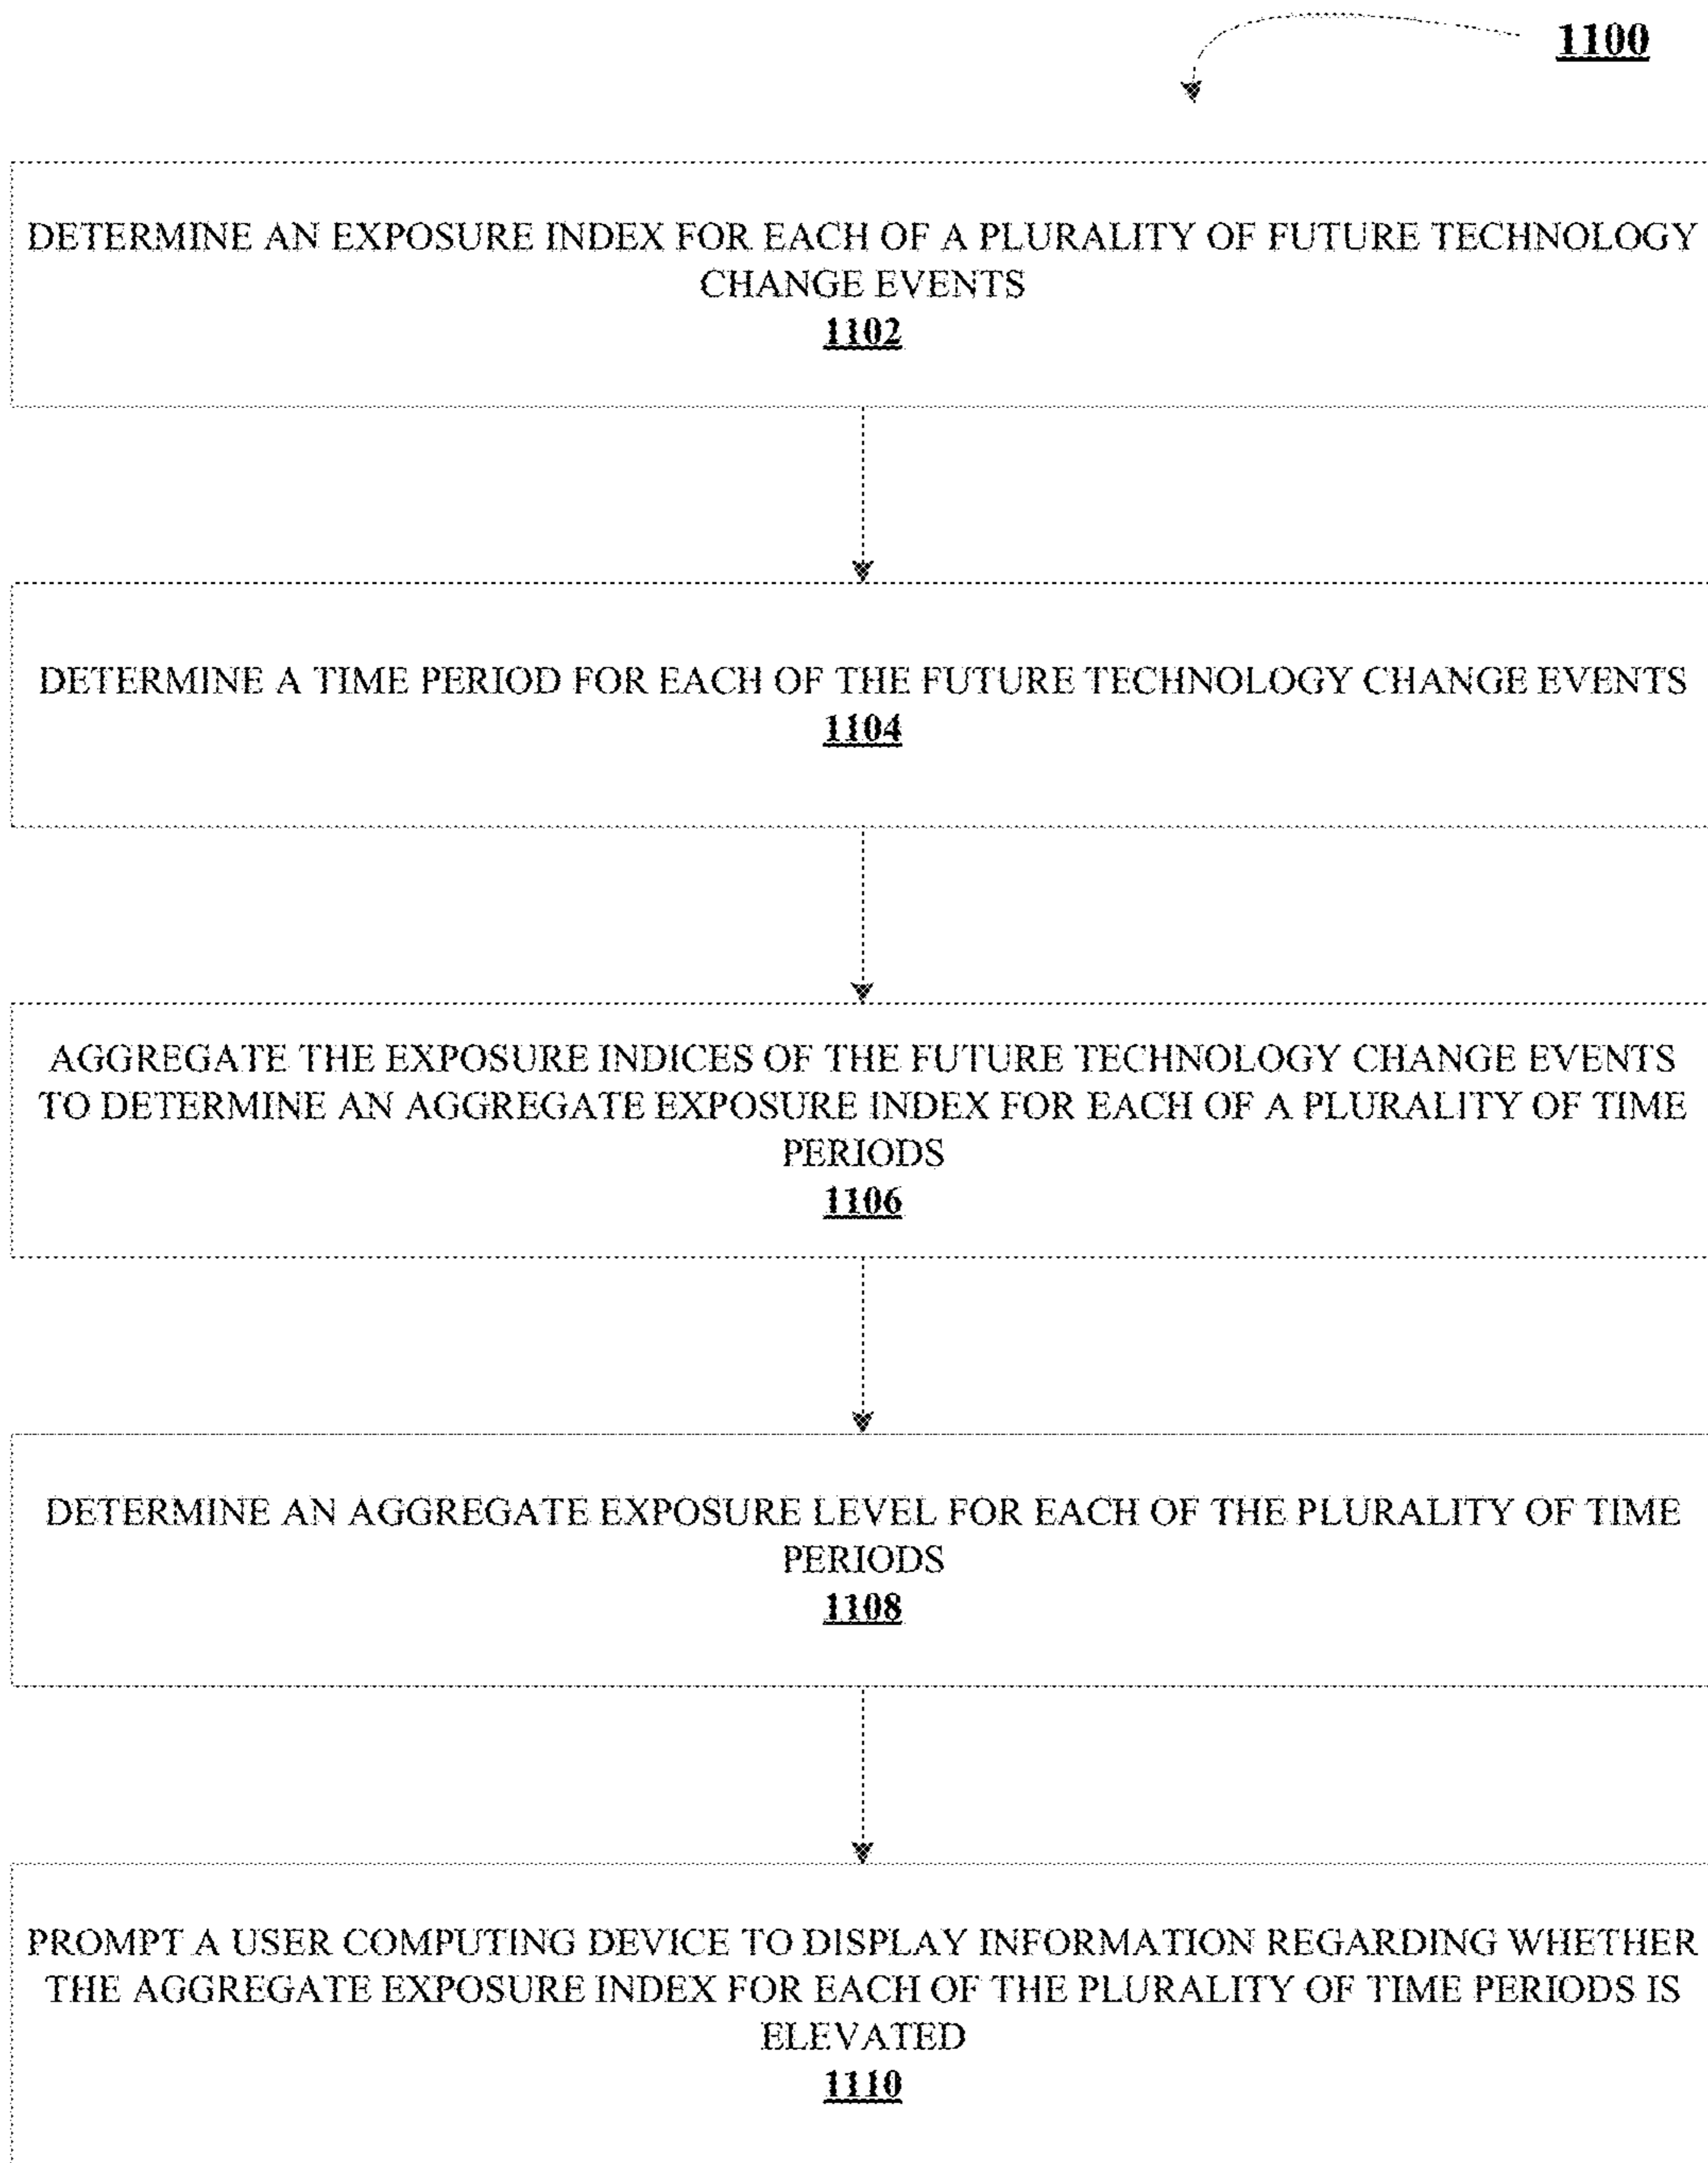 1100
DETERMINE AN EXPOSURE INDEX FOR EACH OF A PLURALITY OF FUTURE TECHNOLOGY
CHANGE EVENTS
1102
DETERMINE A TIME PERIOD FOR EACH OF THE FUTURE TECHNOLOGY CHANGE EVENTS
1104
AGGREGATE THE EXPOSURE INDICES OF THE FUTURE TECHNOLOGY CHANGE EVENTS
TO DETERMINE AN AGGREGATE EXPOSURE INDEX FOR EACH OF A PLURALITY OF TIME
PERIODS
1106
DETERMINE AN AGGREGATE EXPOSURE LEVEL FOR EACH OF THE PLURALITY OF TIME
PERIODS
1108
PROMPT A USER COMPUTING DEVICE TO DISPLAY INFORMATION REGARDING WHETHER
THE AGGREGATE EXPOSURE INDEX FOR EACH OF THE PLURALITY OF TIME PERIODS IS
ELEVATED
1110